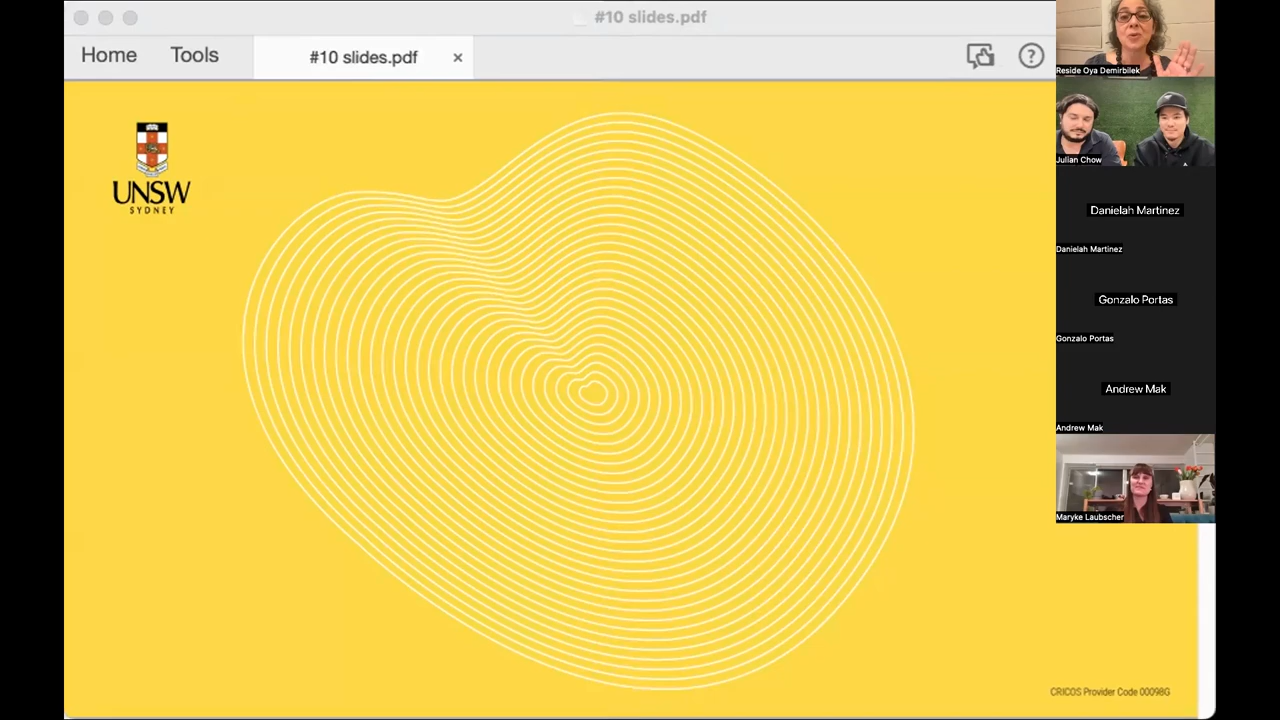 #10 slides.pdf
Home
Tools
#10 slides.pdf
×
?
UNSW
SYDNEY
CRICOS Provider Code 00098G
Reside Oya Demirbilek
Julian Chow
Danielah Martinez
Danielah Martinez
Gonzalo Portas
Gonzalo Portas
Andrew Mak
Andrew Mak
Maryke Laubscher